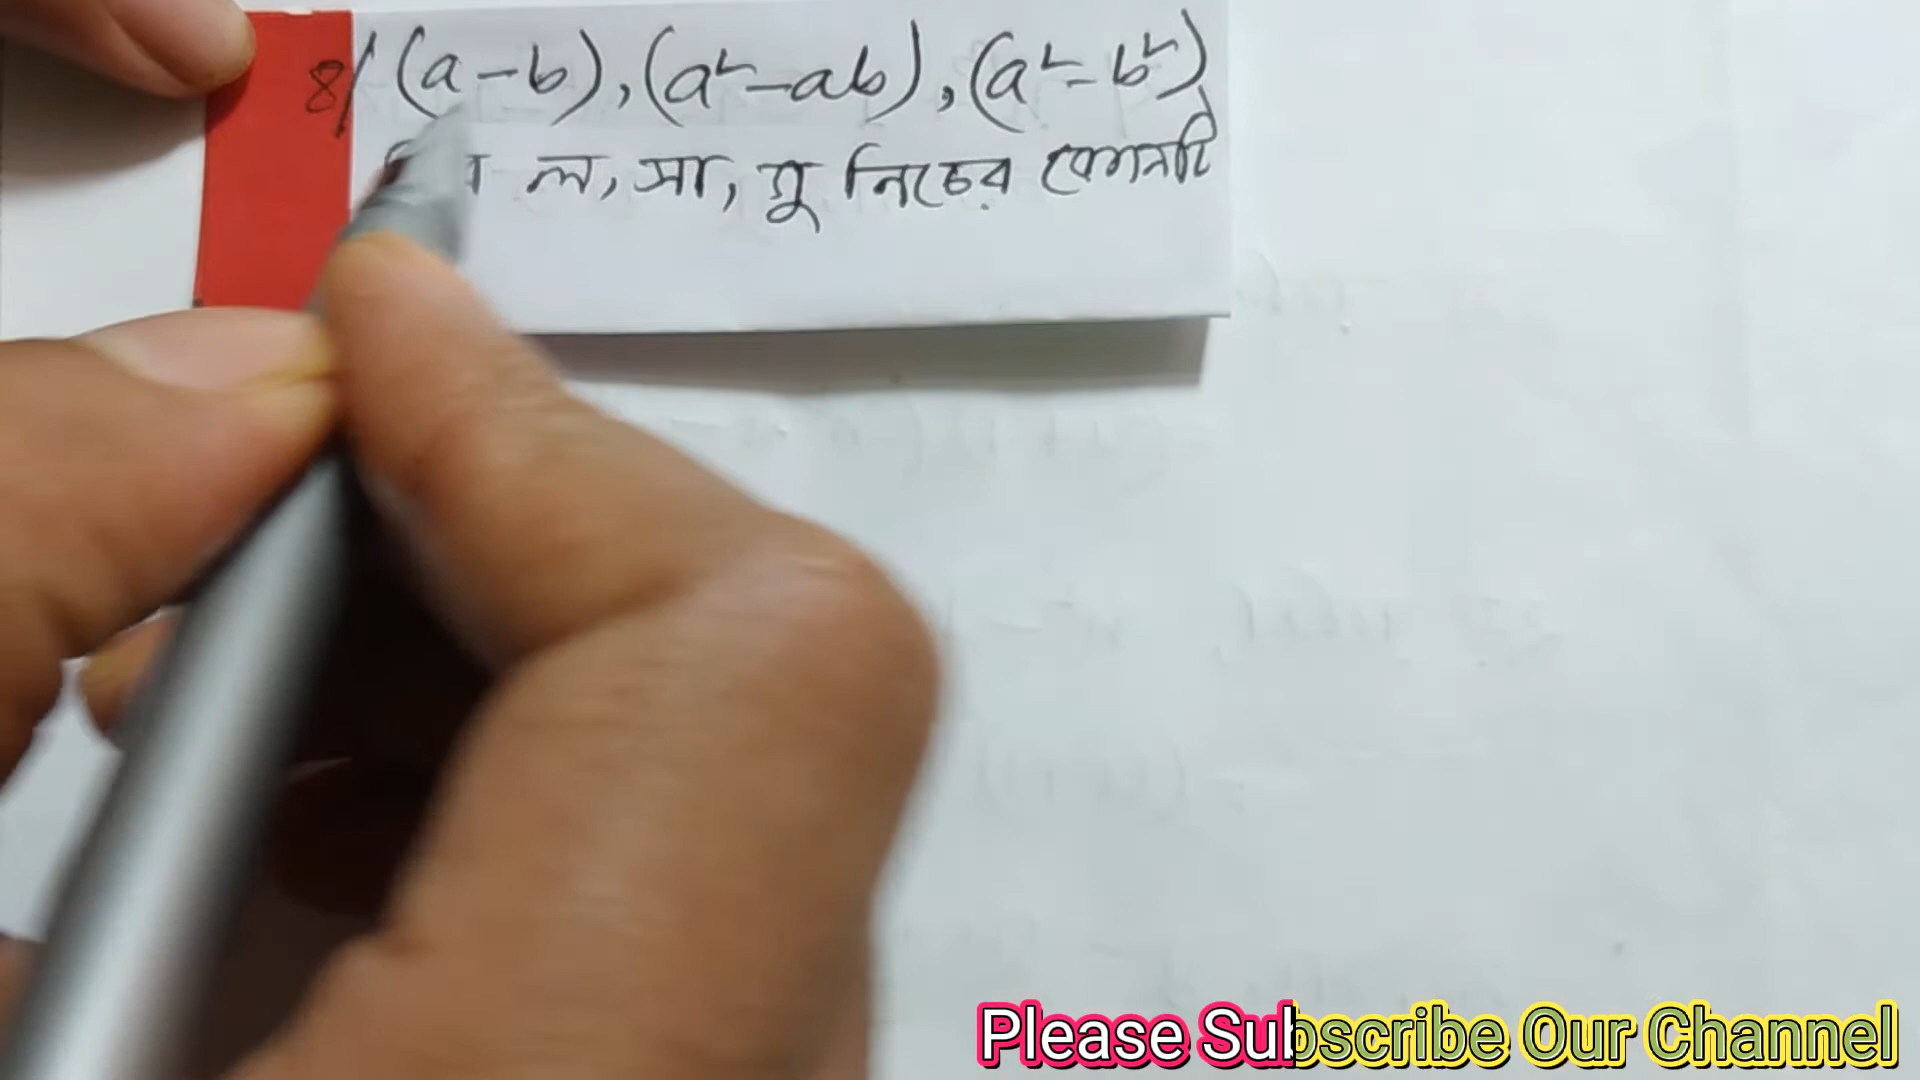 8/ (a-b), (a²-ab), (a²-b²)
ল, সা, গু নিচের কোনটি
Please Subscribe Our Channel